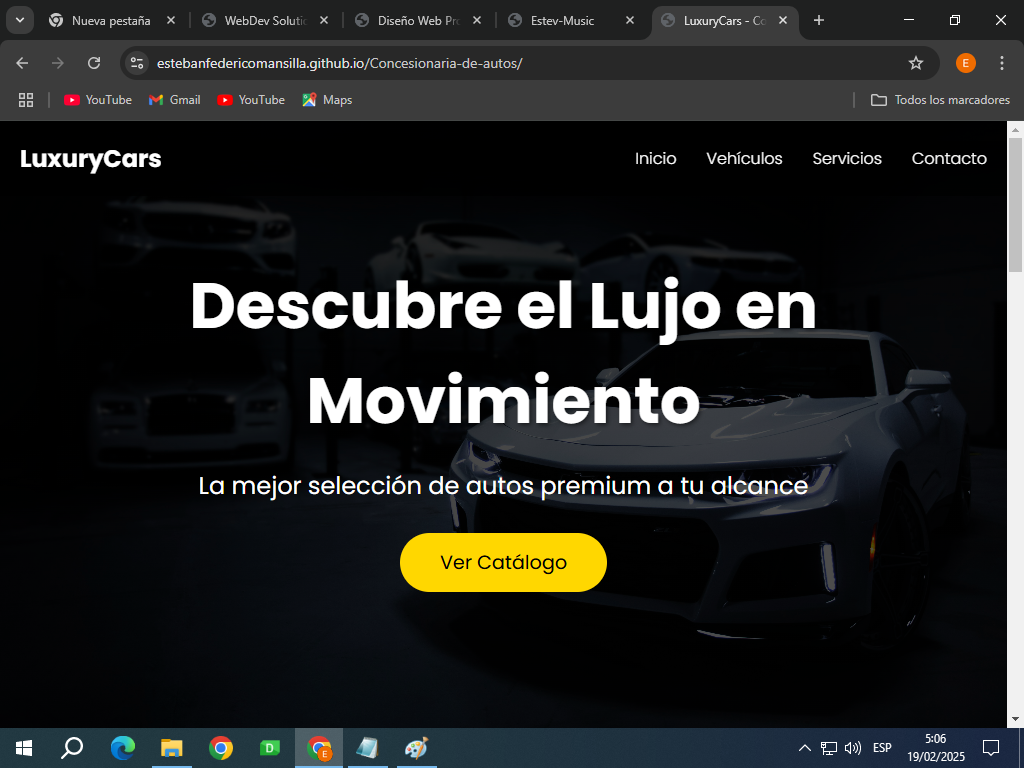 Nueva pestaña
WebDev Soluti
Diseño Web Pr
Estev-Music
LuxuryCars - Co
estebanfedericomansilla.github.io/Concesionaria-de-autos/
E
YouTube
Gmail
YouTube
Maps
Todos los marcadores
LuxuryCars
Inicio
Vehículos
Servicios
Contacto
Descubre el Lujo en
Movimiento
La mejor selección de autos premium a tu alcance
Ver Catálogo
D
E
ESP
5:06
19/02/2025